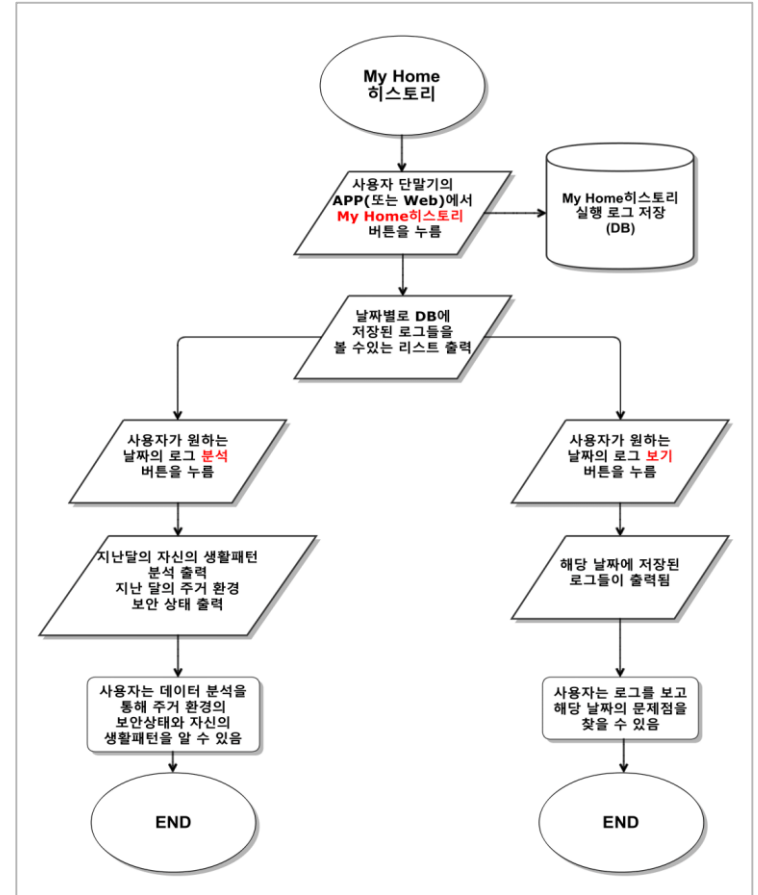 My Home
히스토리
사용자 단말기의
APP(또는 Web)에서
My Home히스토리
버튼을 누름
My Home히스토리
실행 로그 저장
(DB)
날짜별로 DB에
저장된 로그들을
볼 수있는 리스트 출력
사용자가 원하는
날짜의 로그 분석
버튼을 누름
지난달의 자신의 생활패턴
분석 출력
지난 달의 주거 환경
보안 상태 출력
사용자는 데이터 분석을
통해 주거 환경의
보안상태와 자신의
생활패턴을 알 수 있음
END
사용자가 원하는
날짜의 로그 보기
버튼을 누름
해당 날짜에 저장된
로그들이 출력됨
사용자는 로그를 보고
해당 날짜의 문제점을
찾을 수 있음
END